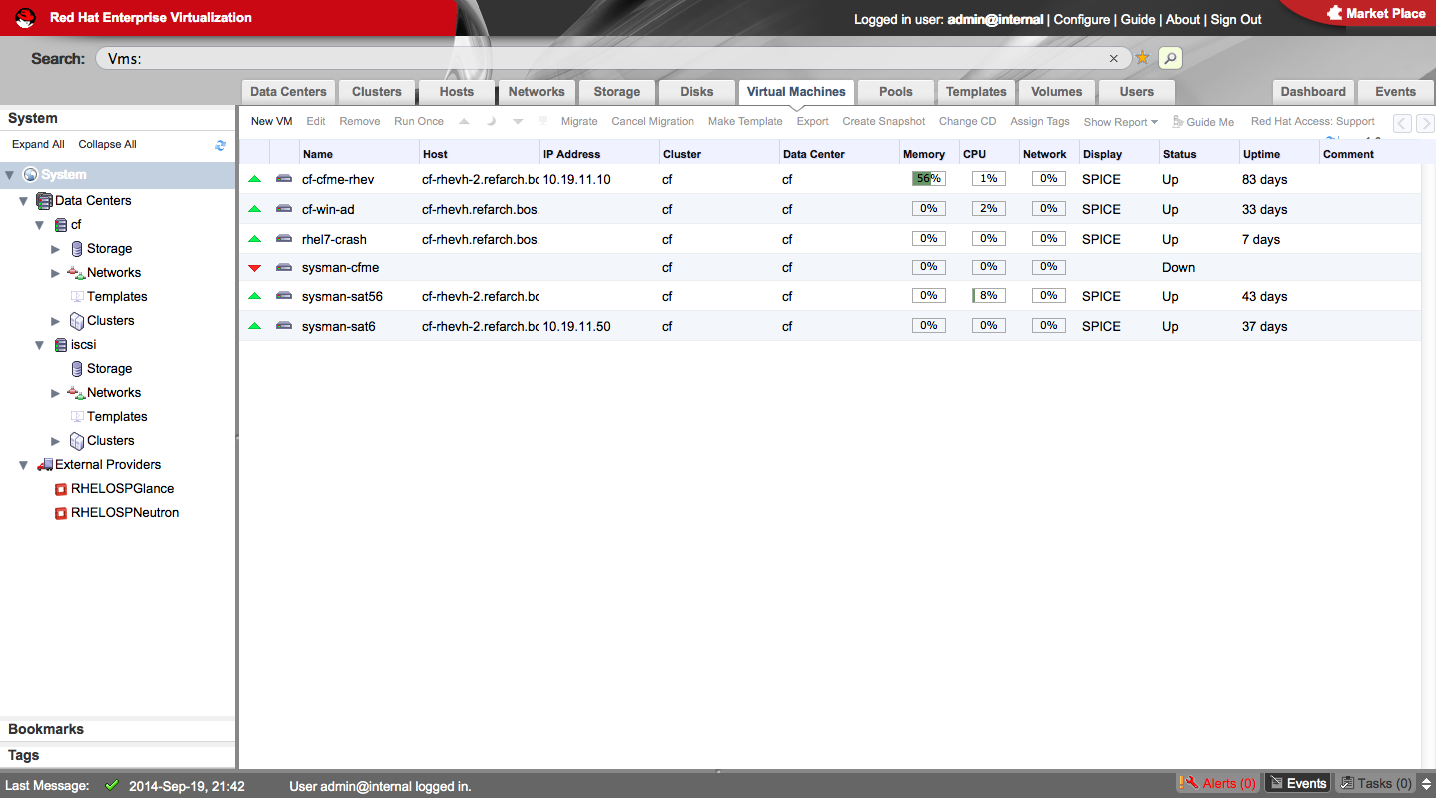 Red Hat Enterprise Virtualization
Logged in user: admin@internal | Configure | Guide | About | Sign Out
Market Place
Search: Vms:
Data Centers Clusters Hosts Networks Storage Disks Virtual Machines Pools Templates Volumes Users Dashboard Events
System
New VM Edit Remove Run Once Migrate Cancel Migration Make Template Export Create Snapshot Change CD Assign Tags Show Report Guide Me Red Hat Access: Support
Expand All Collapse All
Name Host IP Address Cluster Data Center Memory CPU Network Display Status Uptime Comment
cf-cfme-rhev cf-rhevh-2.refarch.bc 10.19.11.10 cf cf 56% 1% 0% SPICE Up 83 days
cf-win-ad cf-rhevh.refarch.bos. cf cf 0% 2% 0% SPICE Up 33 days
rhel7-crash cf-rhevh.refarch.bos. cf cf 0% 0% 0% SPICE Up 7 days
sysman-cfme cf cf 0% 0% 0% Down
sysman-sat56 cf-rhevh-2.refarch.bc cf cf 0% 8% 0% SPICE Up 43 days
sysman-sat6 cf-rhevh-2.refarch.bc 10.19.11.50 cf cf 0% 0% 0% SPICE Up 37 days
System
Data Centers
cf
Storage
Networks
Templates
Clusters
iscsi
Storage
Networks
Templates
Clusters
External Providers
RHELOSPGlance
RHELOSPNeutron
Bookmarks
Tags
Last Message: 2014-Sep-19, 21:42 User admin@internal logged in.
Alerts (0) Events Tasks (0)